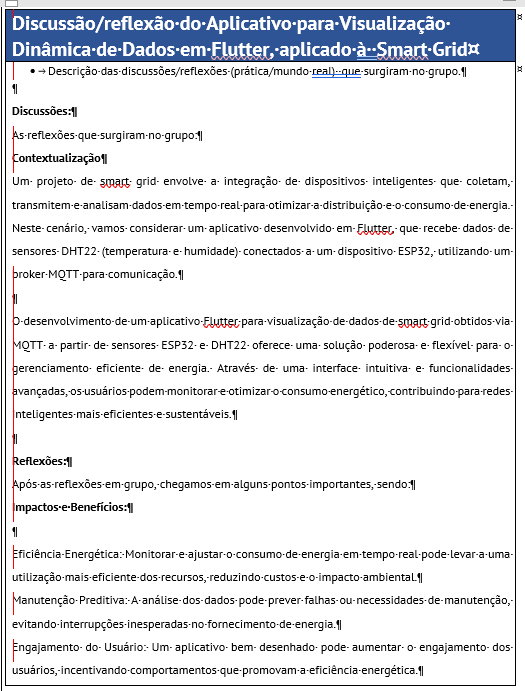 Discussão/reflexão do Aplicativo para Visualização
Dinâmica de Dados em Flutter, aplicado à Smart Grid
• Descrição das discussões/reflexões (prática/mundo real) que surgiram no grupo.
Discussões:
As reflexões que surgiram no grupo:
Contextualização
Um projeto de smart grid envolve a integração de dispositivos inteligentes que coletam,
transmitem e analisam dados em tempo real para otimizar a distribuição e o consumo de energia.
Neste cenário, vamos considerar um aplicativo desenvolvido em Flutter, que recebe dados de
sensores DHT22 (temperatura e humidade) conectados a um dispositivo ESP32, utilizando um
broker MQTT para comunicação.
O desenvolvimento de um aplicativo Flutter para visualização de dados de smart grid obtidos via
MQTT a partir de sensores ESP32 e DHT22 oferece uma solução poderosa e flexível para o
gerenciamento eficiente de energia. Através de uma interface intuitiva e funcionalidades
avançadas, os usuários podem monitorar e otimizar o consumo energético, contribuindo para redes
inteligentes mais eficientes e sustentáveis.
Reflexões:
Após as reflexões em grupo, chegamos em alguns pontos importantes, sendo:
Impactos e Benefícios:
Eficiência Energética: Monitorar e ajustar o consumo de energia em tempo real pode levar a uma
utilização mais eficiente dos recursos, reduzindo custos e o impacto ambiental.
Manutenção Preditiva: A análise dos dados pode prever falhas ou necessidades de manutenção,
evitando interrupções inesperadas no fornecimento de energia.
Engajamento do Usuário: Um aplicativo bem desenhado pode aumentar o engajamento dos
usuários, incentivando comportamentos que promovam a eficiência energética.